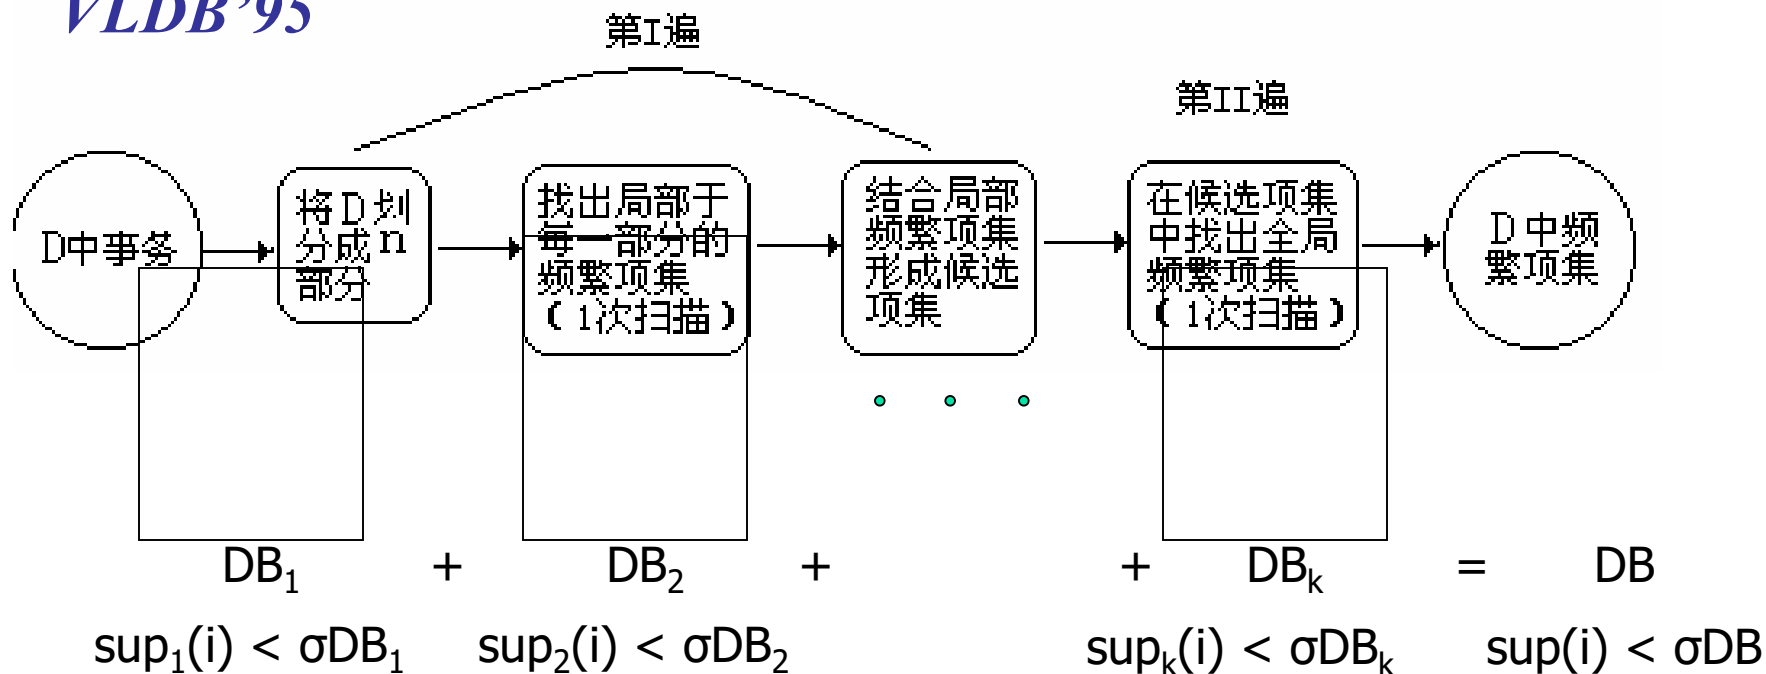 VLDB’95
第I遍
第II遍
D中事务
将D划
分成n
部分
找出局部于
每一部分的
频繁项集
(1次扫描)
结合局部
频繁项集
形成候选
项集
在候选项集
中找出全局
频繁项集
(1次扫描)
D中频
繁项集
DB₁ + DB₂ + + DBₖ = DB
sup₁(i) < σDB₁ sup₂(i) < σDB₂ supₖ(i) < σDBₖ sup(i) < σDB